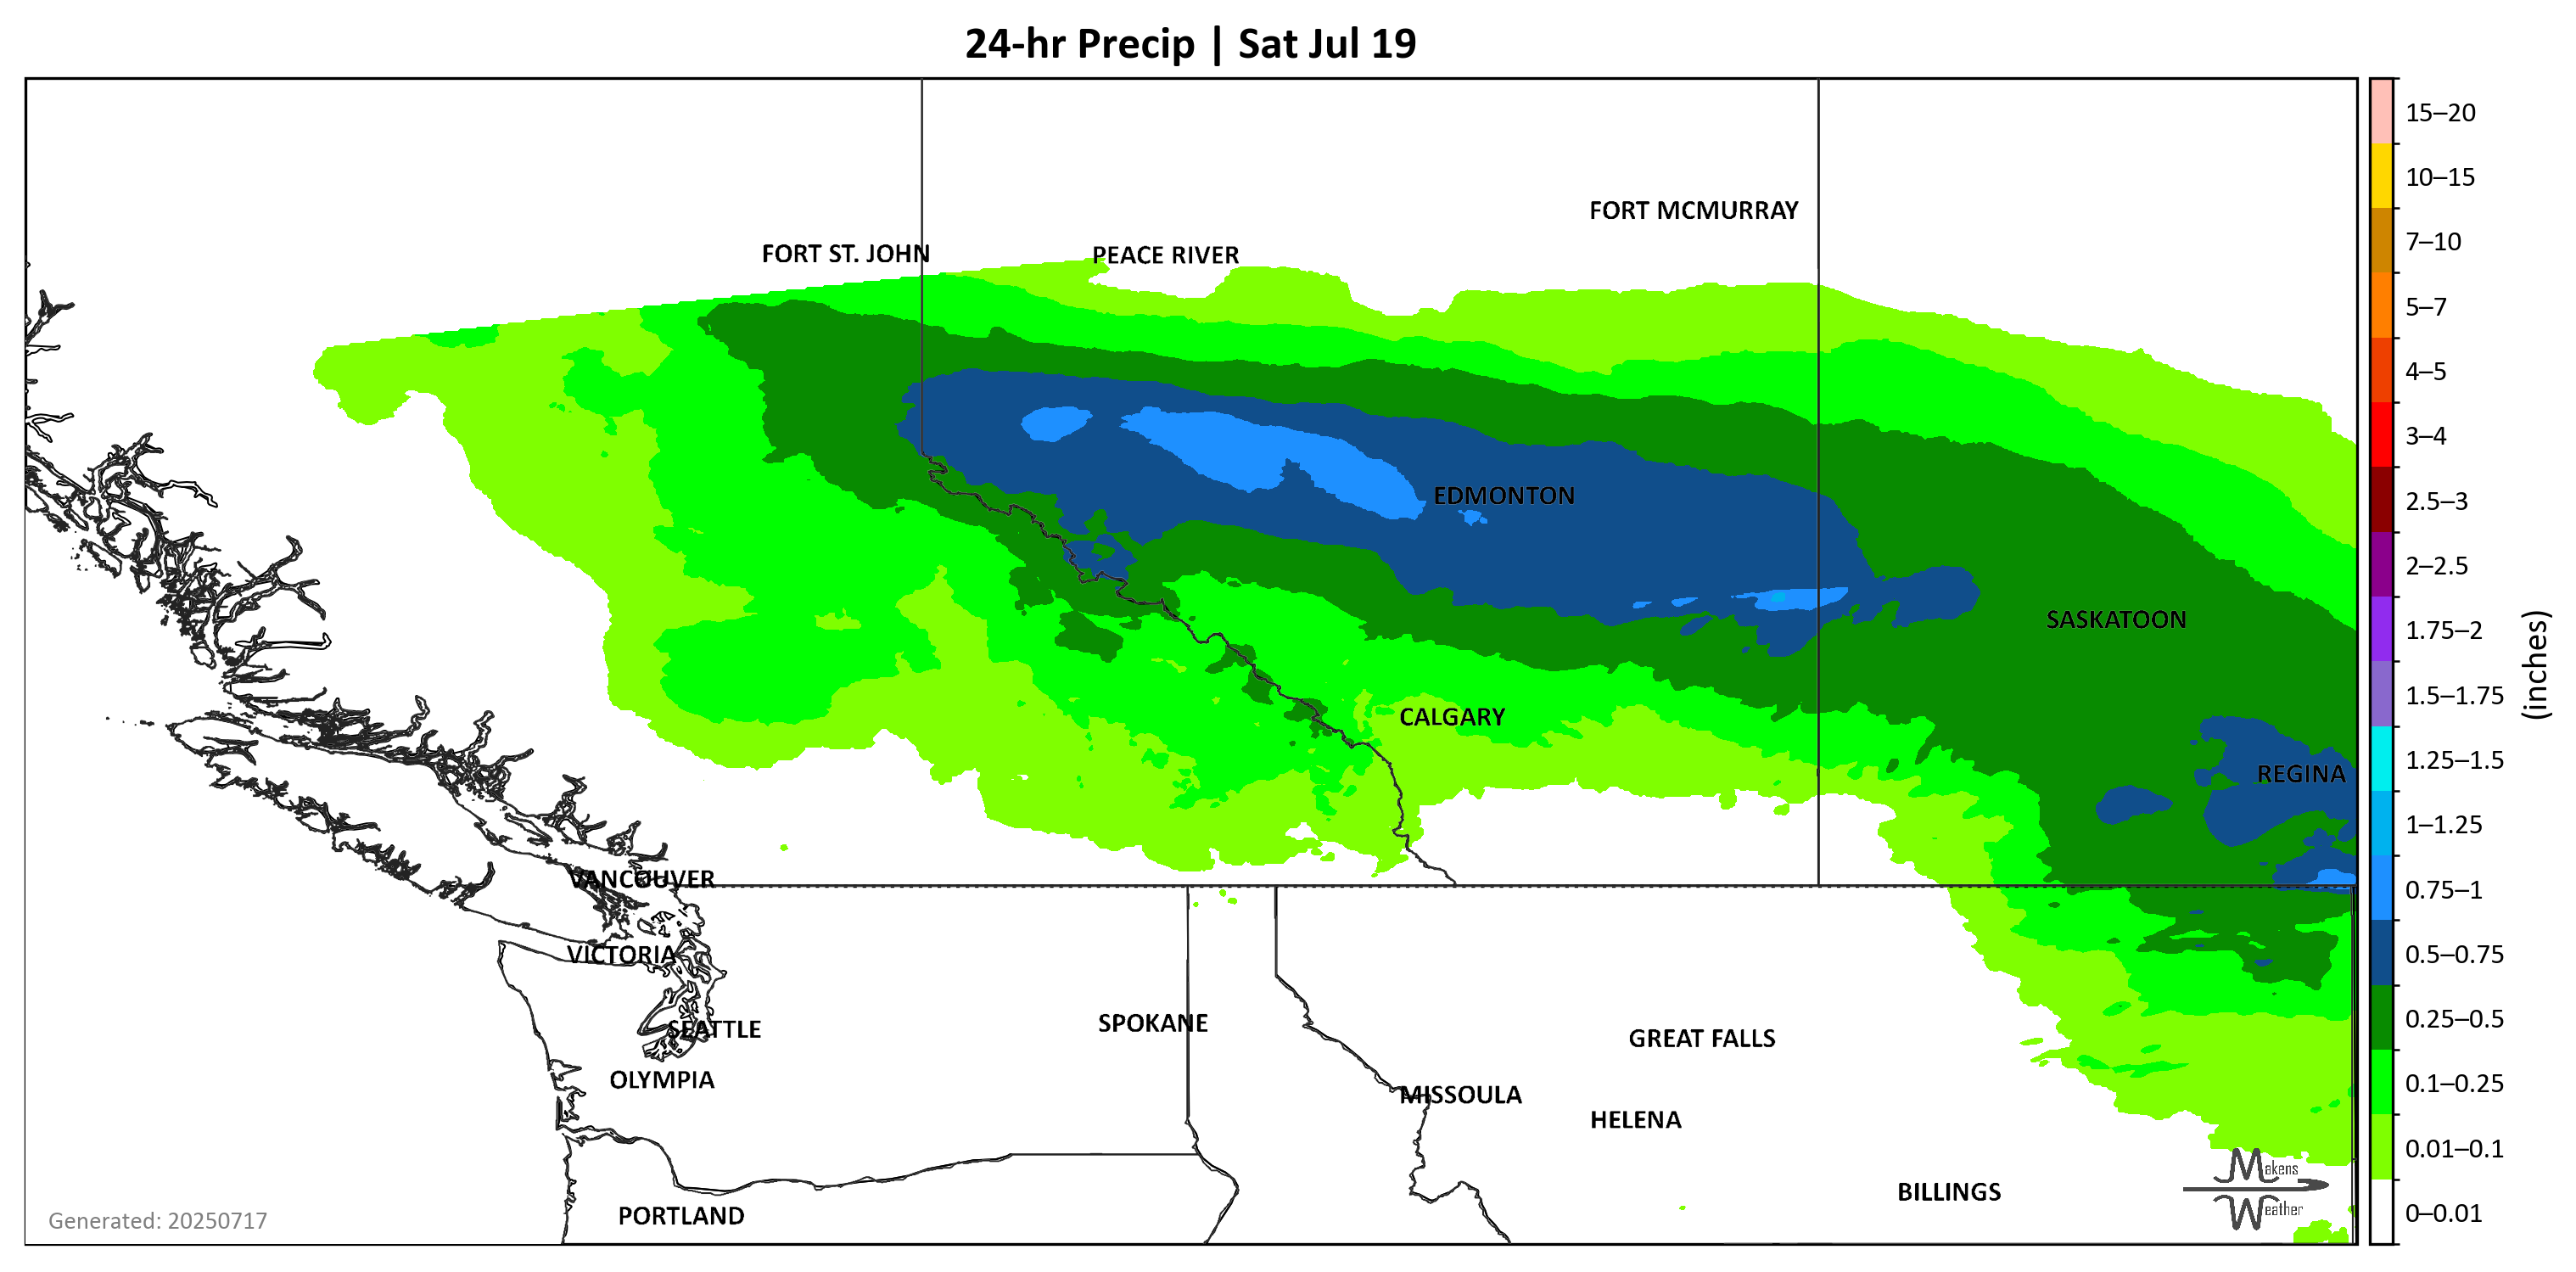 24-hr Precip | Sat Jul 19
FORT MCMURRAY
FORT ST. JOHN
PEACE RIVER
EDMONTON
SASKATOON
CALGARY
REGINA
VANCOUVER
VICTORIA
SPOKANE
SEATTLE
GREAT FALLS
OLYMPIA
MISSOULA
HELENA
BILLINGS
PORTLAND
Makens
Weather
Generated: 20250717
15–20
10–15
7–10
5–7
4–5
3–4
2.5–3
2–2.5
1.75–2
1.5–1.75
1.25–1.5
1–1.25
0.75–1
0.5–0.75
0.25–0.5
0.1–0.25
0.01–0.1
0–0.01
(inches)